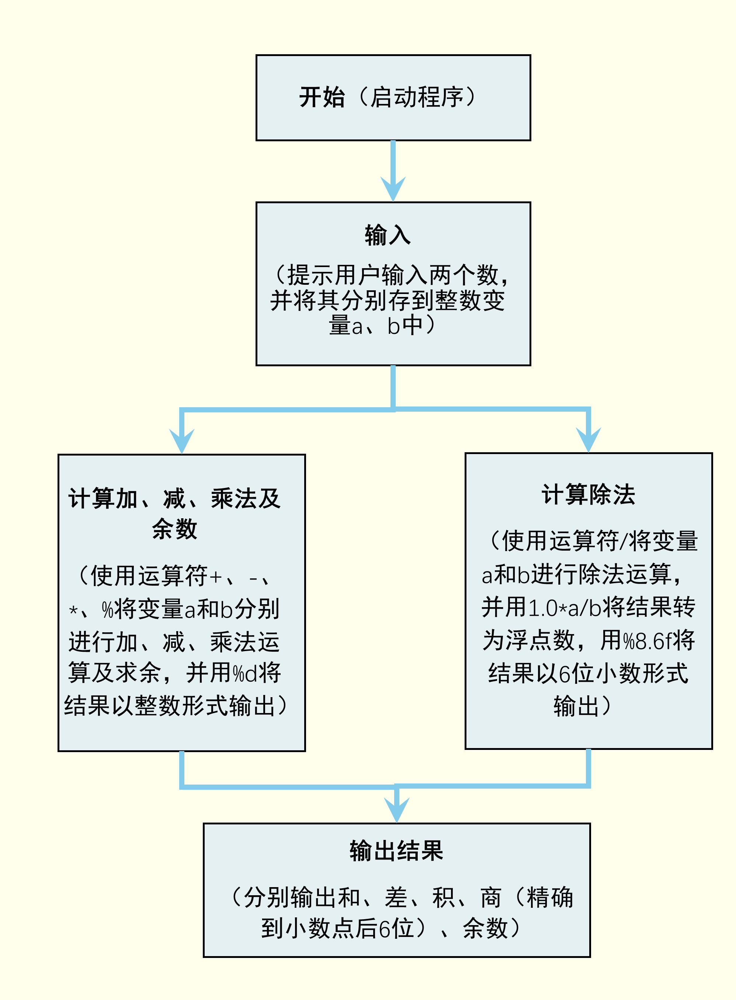 开始（启动程序）
输入
（提示用户输入两个数，
并将其分别存到整数变
量a、b中）
计算加、减、乘法及
余数
（使用运算符+、-、
*、%将变量a和b分别
进行加、减、乘法运
算及求余，并用%d将
结果以整数形式输出）
计算除法
（使用运算符/将变量
a和b进行除法运算，
并用1.0*a/b将结果转
为浮点数，用%8.6f将
结果以6位小数形式
输出）
输出结果
（分别输出和、差、积、商（精确
到小数点后6位）、余数）